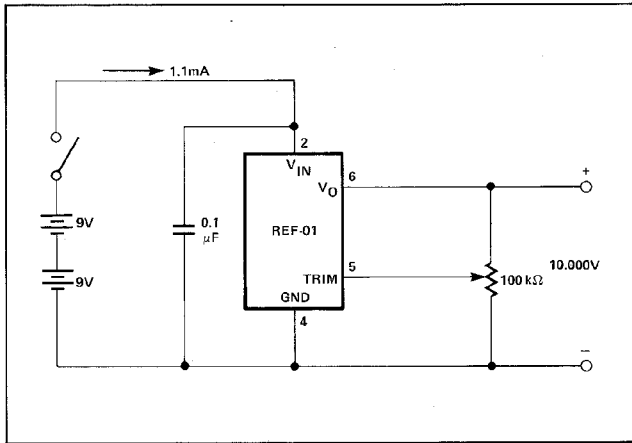 1.1mA
2
VIN
6
VO
9V
0.1
μF
REF-01
9V
5
TRIM
100 kΩ
10.000V
GND
4
+
−